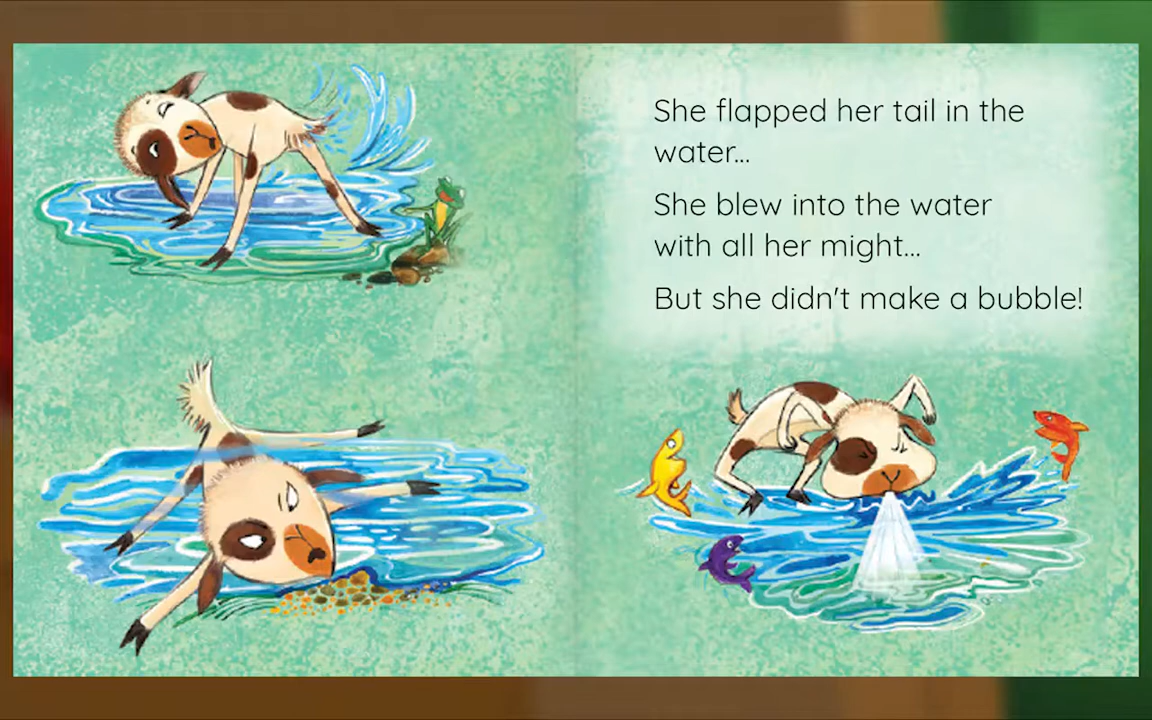 She flapped her tail in the
water...
She blew into the water
with all her might...
But she didn't make a bubble!